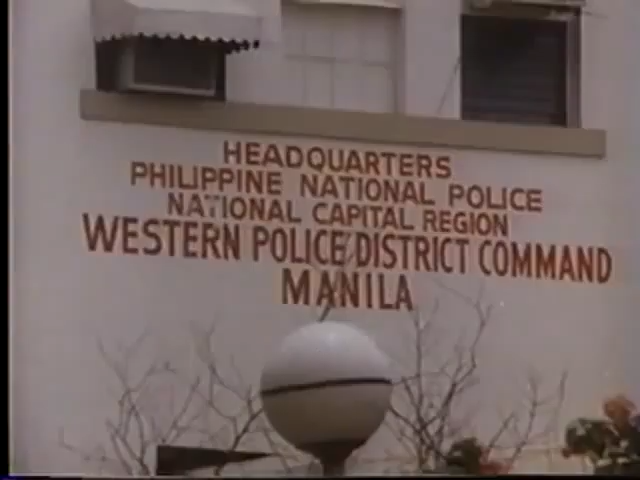 HEADQUARTERS
PHILIPPINE NATIONAL POLICE
NATIONAL CAPITAL REGION
WESTERN POLICE DISTRICT COMMAND
MANILA